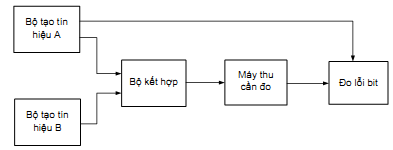 Bộ tạo tín
hiệu A
Bộ kết hợp
Máy thu
cần đo
Đo lỗi bit
Bộ tạo tín
hiệu B